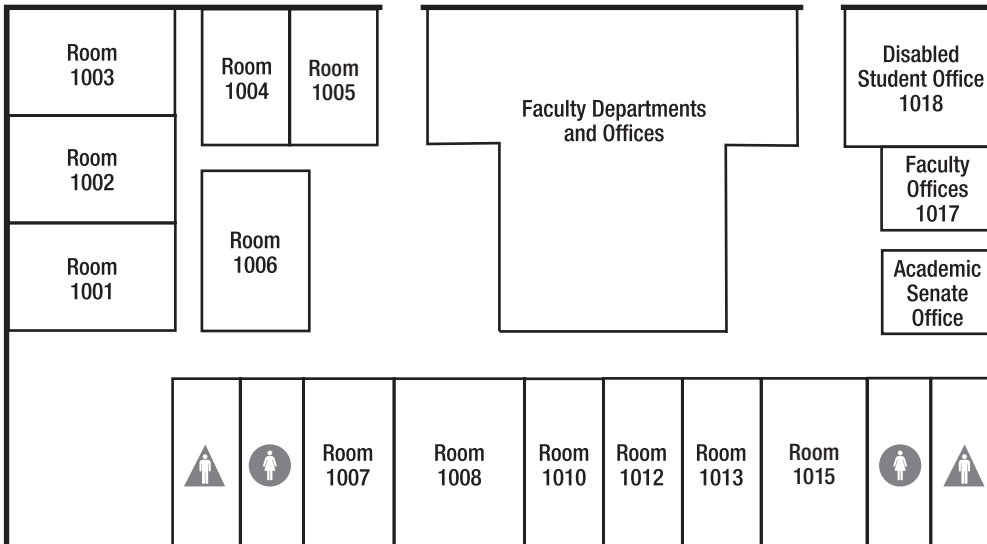 Room
1003
Room
1004
Room
1005
Faculty Departments
and Offices
Disabled
Student Office
1018
Room
1002
Faculty
Offices
1017
Room
1006
Room
1001
Academic
Senate
Office
Room
1007
Room
1008
Room
1010
Room
1012
Room
1013
Room
1015